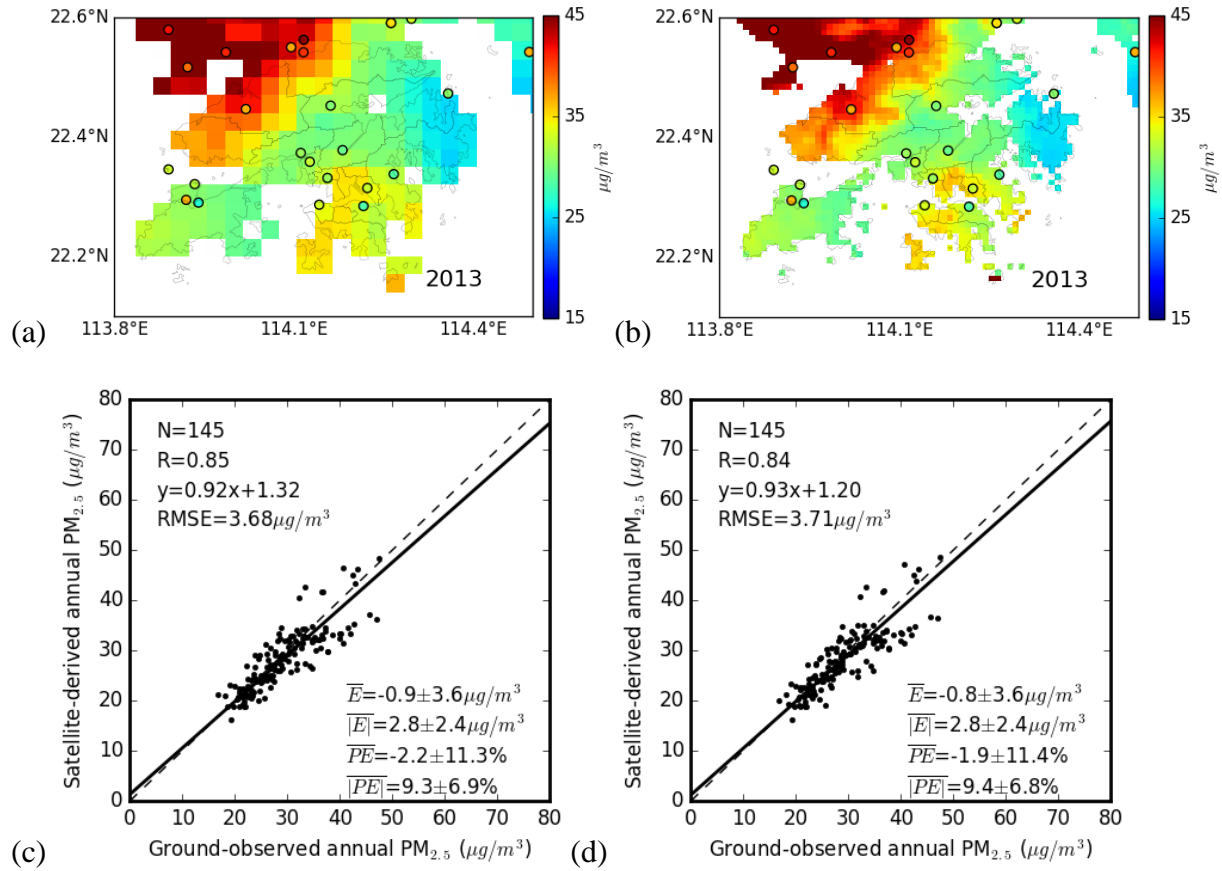 22.6°N
22.4°N
22.2°N
113.8°E
114.1°E
114.4°E
2013
45
35
25
15
μg/m³
(a)
22.6°N
22.4°N
22.2°N
113.8°E
114.1°E
114.4°E
2013
45
35
25
15
μg/m³
(b)
80
70
60
50
40
30
20
10
0
Satellite-derived annual PM₂.₅ (μg/m³)
N=145
R=0.85
y=0.92x+1.32
RMSE=3.68μg/m³
E̅=-0.9±3.6μg/m³
|E|=2.8±2.4μg/m³
PE=-2.2±11.3%
|PE|=9.3±6.9%
0 10 20 30 40 50 60 70 80
Ground-observed annual PM₂.₅ (μg/m³)
(c)
80
70
60
50
40
30
20
10
0
Satellite-derived annual PM₂.₅ (μg/m³)
N=145
R=0.84
y=0.93x+1.20
RMSE=3.71μg/m³
E̅=-0.8±3.6μg/m³
|E|=2.8±2.4μg/m³
PE=-1.9±11.4%
|PE|=9.4±6.8%
0 10 20 30 40 50 60 70 80
Ground-observed annual PM₂.₅ (μg/m³)
(d)